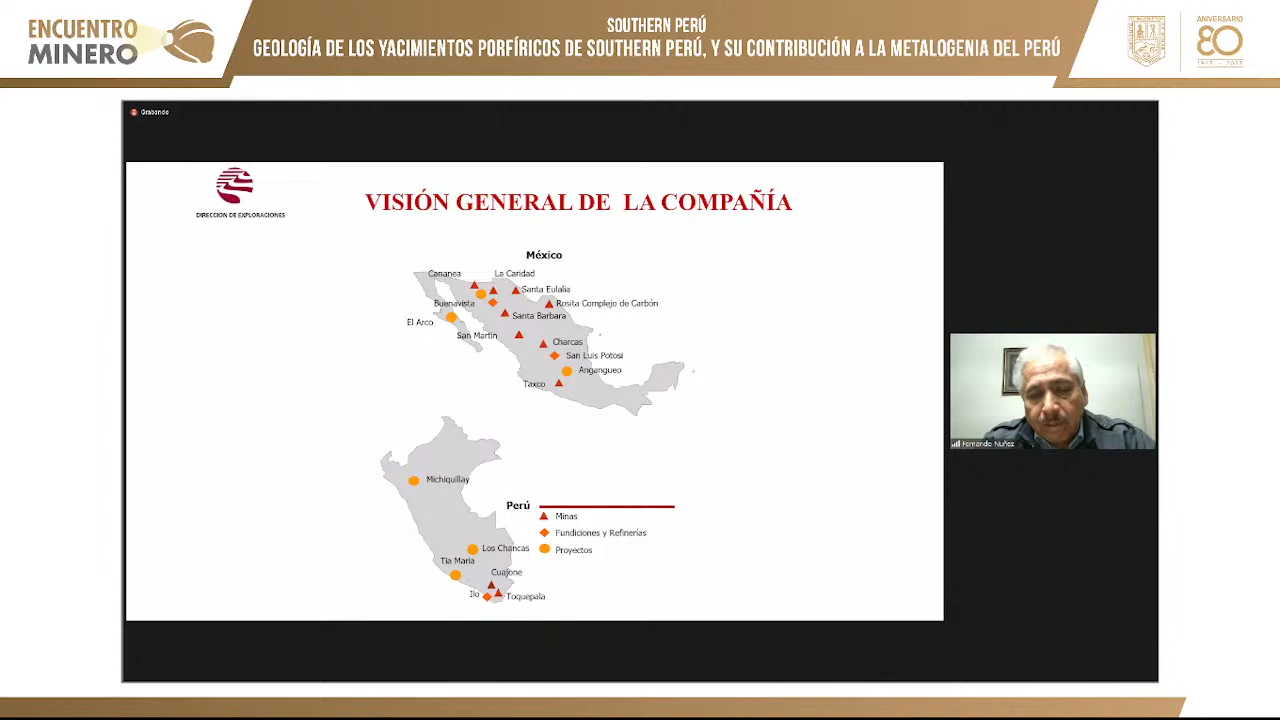 ENCUENTRO
MINERO
SOUTHERN PERÚ
GEOLOGÍA DE LOS YACIMIENTOS PORFÍRICOS DE SOUTHERN PERÚ, Y SU CONTRIBUCIÓN A LA METALOGENIA DEL PERÚ
ANIVERSARIO
80
Grabando
DIRECCION DE EXPLORACIONES
VISIÓN GENERAL DE LA COMPAÑÍA
México
Cananea
La Caridad
Santa Eulalia
Buenavista
Rosita Complejo de Carbón
El Arco
Santa Barbara
San Martin
Charcas
San Luis Potosi
Angangueo
Taxco
Michiquillay
Perú
Minas
Fundiciones y Refinerías
Proyectos
Los Chancas
Tia Maria
Cuajone
Ilo
Toquepala
Fernando Nuñez